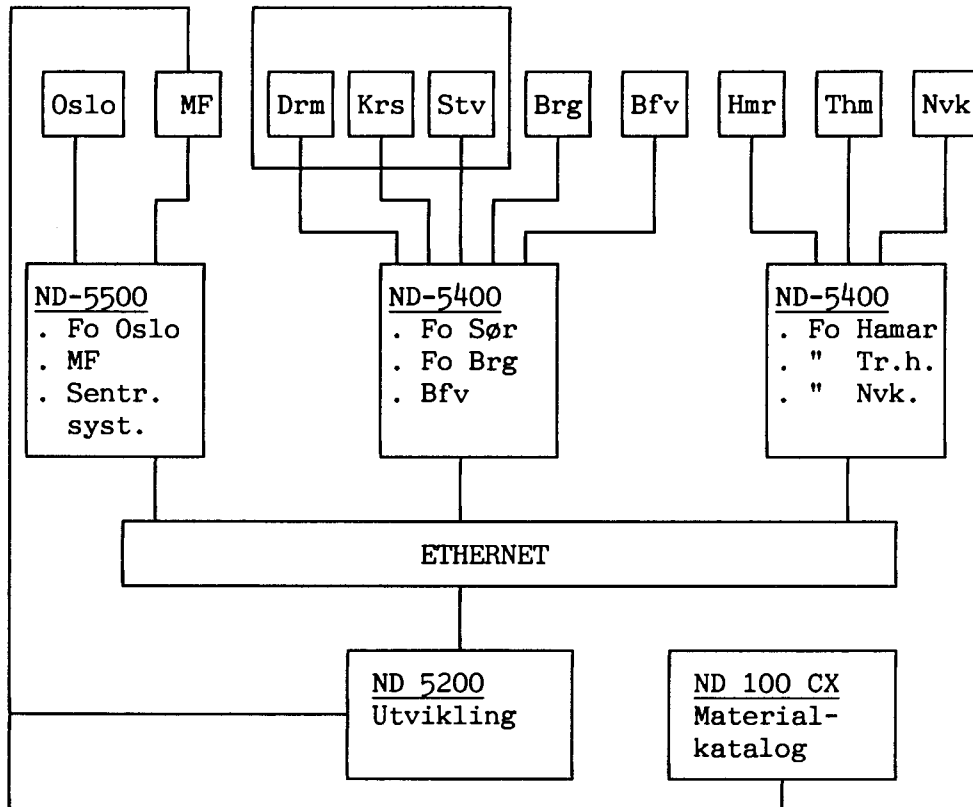 Oslo
MF
Drm
Krs
Stv
Brg
Bfv
Hmr
Thm
Nvk
ND-5500
. Fo Oslo
. MF
. Sentr.
syst.
ND-5400
. Fo Sør
. Fo Brg
. Bfv
ND-5400
. Fo Hamar
. " Tr.h.
. " Nvk.
ETHERNET
ND 5200
Utvikling
ND 100 CX
Material-
katalog